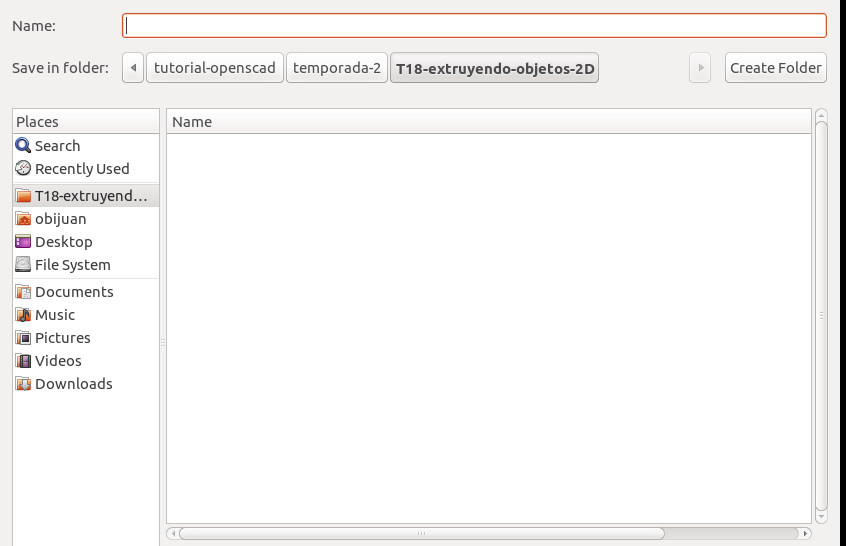 Name:
Save in folder: tutorial-openscad temporada-2 T18-extruyendo-objetos-2D Create Folder
Places Name
Search
Recently Used
T18-extruyend...
obijuan
Desktop
File System
Documents
Music
Pictures
Videos
Downloads